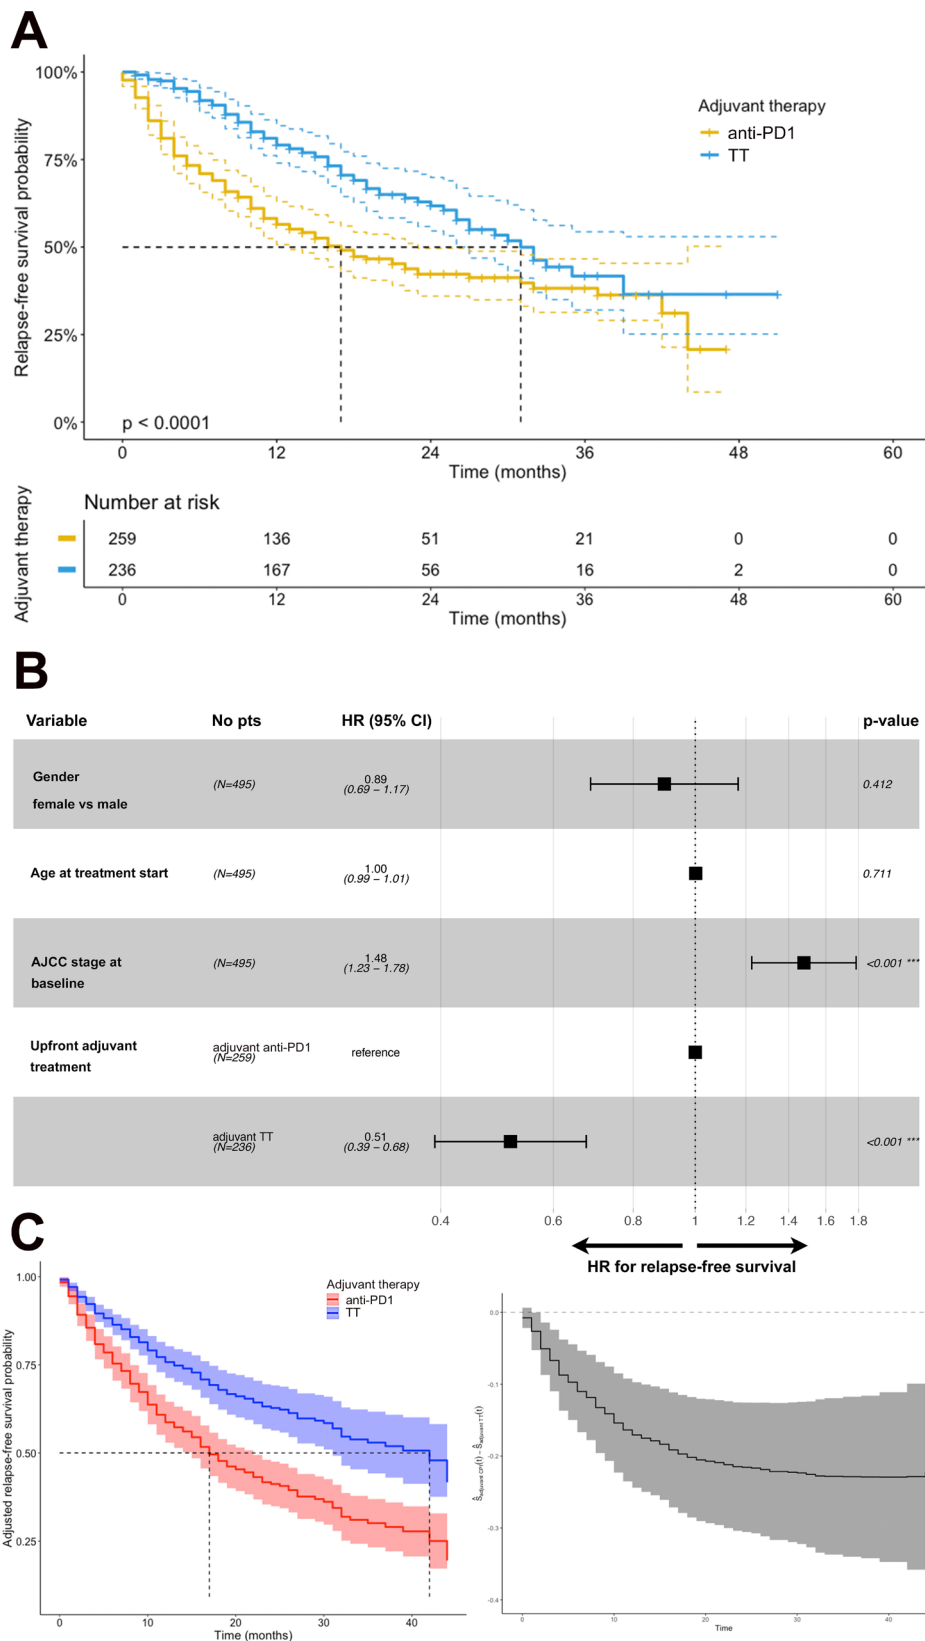 A
100%
75%
50%
25%
0%
Relapse-free survival probability
Adjuvant therapy
anti-PD1
TT
p < 0.0001
0 12 24 36 48 60
Time (months)
Number at risk
Adjuvant therapy
259 136 51 21 0 0
236 167 56 16 2 0
0 12 24 36 48 60
Time (months)
B
Variable No pts HR (95% CI) p-value
Gender
female vs male
(N=495)
0.89
(0.69 – 1.17)
0.412
Age at treatment start
(N=495)
1.00
(0.99 – 1.01)
0.711
AJCC stage at
baseline
(N=495)
1.48
(1.23 – 1.78)
<0.001 ***
Upfront adjuvant
treatment
adjuvant anti-PD1
(N=259)
reference
adjuvant TT
(N=236)
0.51
(0.39 – 0.68)
<0.001 ***
0.4 0.6 0.8 1 1.2 1.4 1.6 1.8
HR for relapse-free survival
C
1.00
0.75
0.50
0.25
Adjusted relapse-free survival probability
Adjuvant therapy
anti-PD1
TT
0 10 20 30 40
Time (months)
0.0
-0.1
-0.2
-0.3
-0.4
Ŝadjuvant CPI(t) − Ŝadjuvant TT(t)
0 10 20 30 40
Time